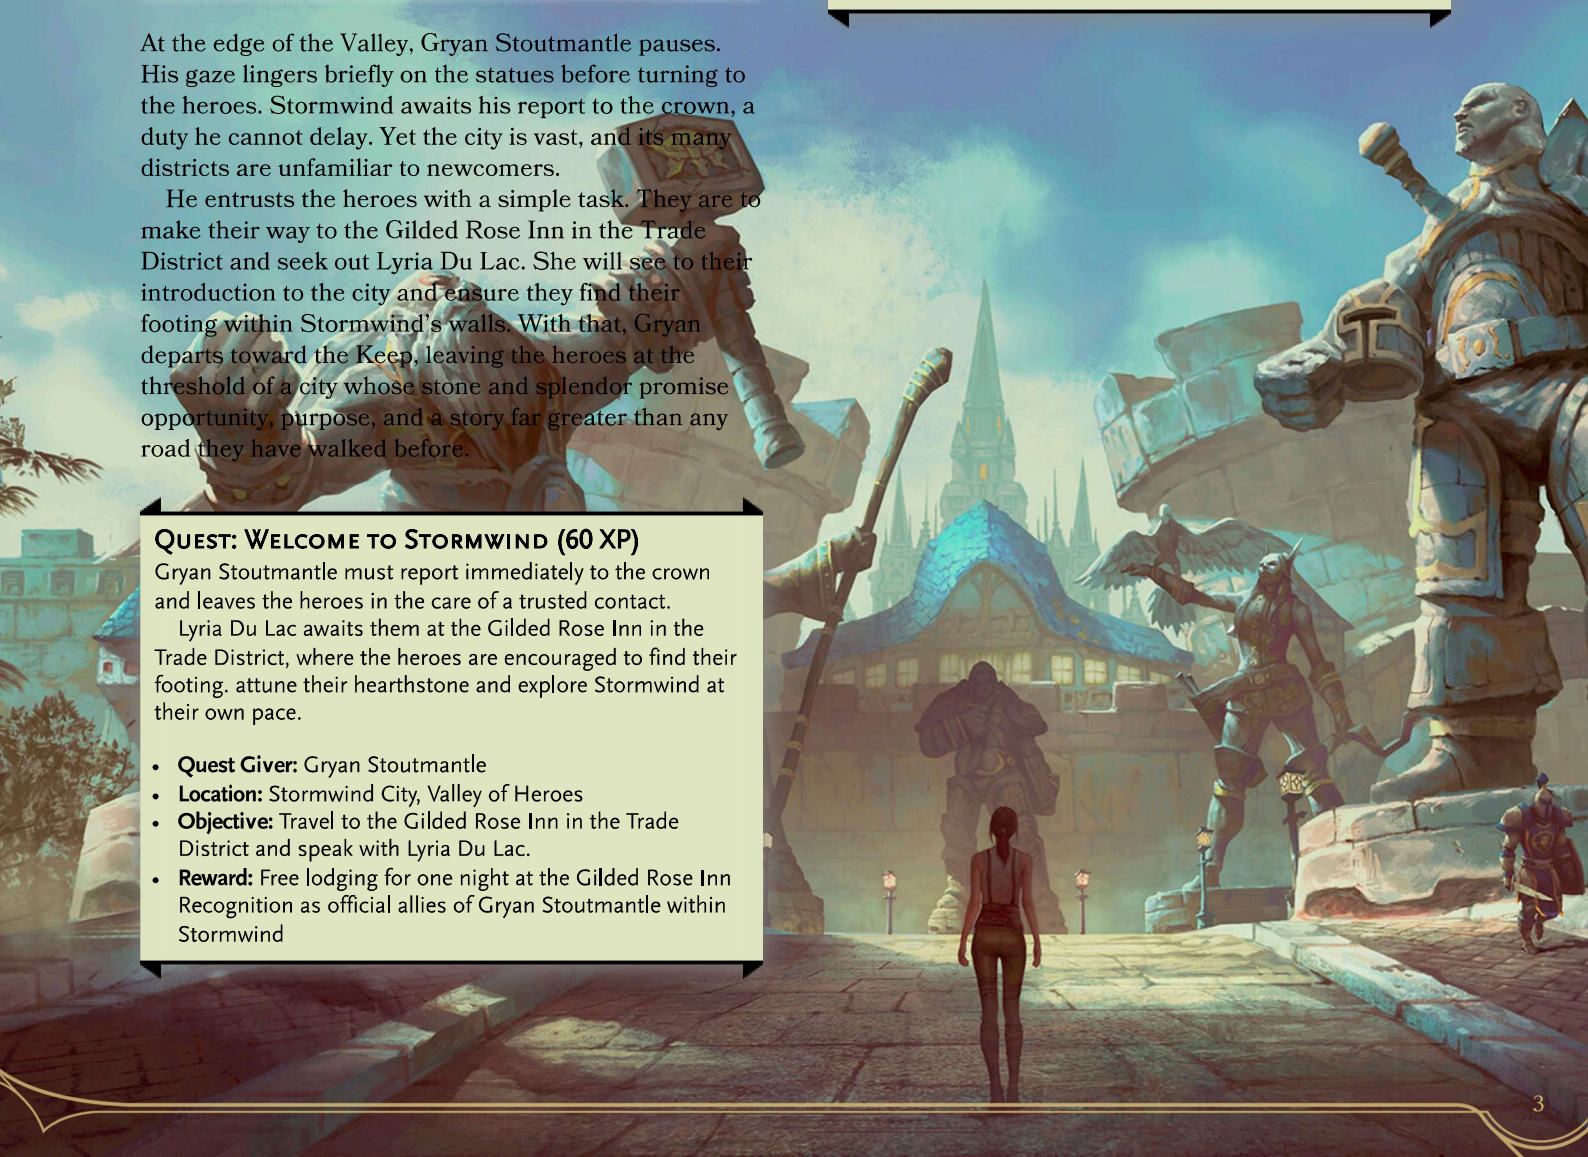 At the edge of the Valley, Gryan Stoutmantle pauses.
His gaze lingers briefly on the statues before turning to
the heroes. Stormwind awaits his report to the crown, a
duty he cannot delay. Yet the city is vast, and its many
districts are unfamiliar to newcomers.
He entrusts the heroes with a simple task. They are to
make their way to the Gilded Rose Inn in the Trade
District and seek out Lyria Du Lac. She will see to their
introduction to the city and ensure they find their
footing within Stormwind's walls. With that, Gryan
departs toward the Keep, leaving the heroes at the
threshold of a city whose stone and splendor promise
opportunity, purpose, and a story far greater than any
road they have walked before.
Quest: Welcome to Stormwind (60 XP)
Gryan Stoutmantle must report immediately to the crown
and leaves the heroes in the care of a trusted contact.
Lyria Du Lac awaits them at the Gilded Rose Inn in the
Trade District, where the heroes are encouraged to find their
footing. attune their hearthstone and explore Stormwind at
their own pace.
• Quest Giver: Gryan Stoutmantle
• Location: Stormwind City, Valley of Heroes
• Objective: Travel to the Gilded Rose Inn in the Trade
District and speak with Lyria Du Lac.
• Reward: Free lodging for one night at the Gilded Rose Inn
Recognition as official allies of Gryan Stoutmantle within
Stormwind
3